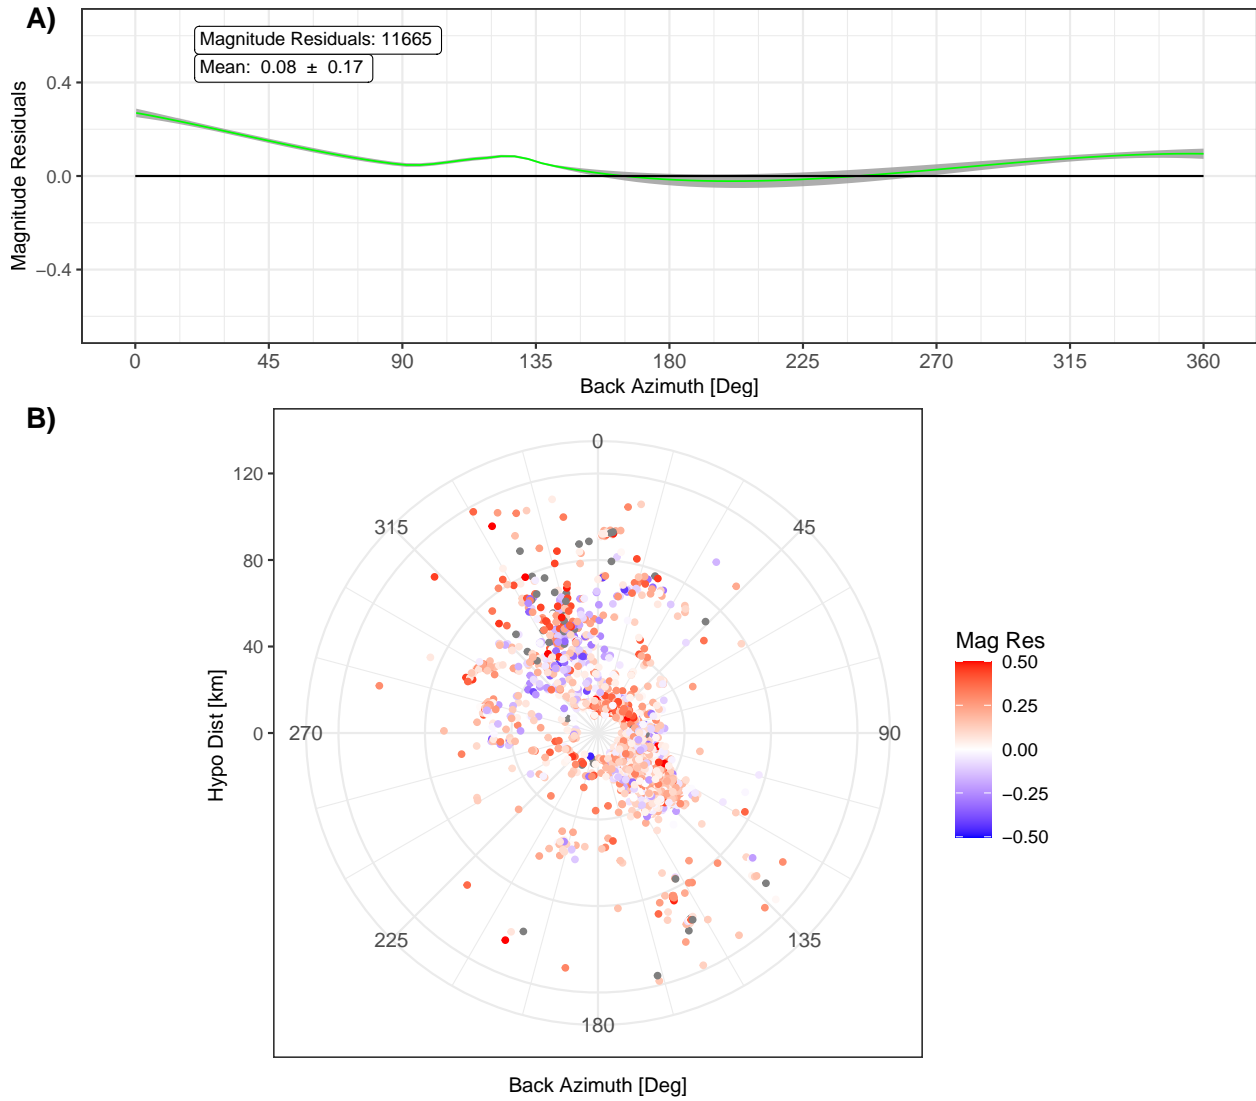 A)
Magnitude Residuals: 11665
Mean:  0.08  ±  0.17
Magnitude Residuals
0.4
0.0
−0.4
0 45 90 135 180 225 270 315 360
Back Azimuth [Deg]
B)
Hypo Dist [km]
120
80
40
0
0
45
90
135
180
225
270
315
Back Azimuth [Deg]
Mag Res
0.50
0.25
0.00
−0.25
−0.50